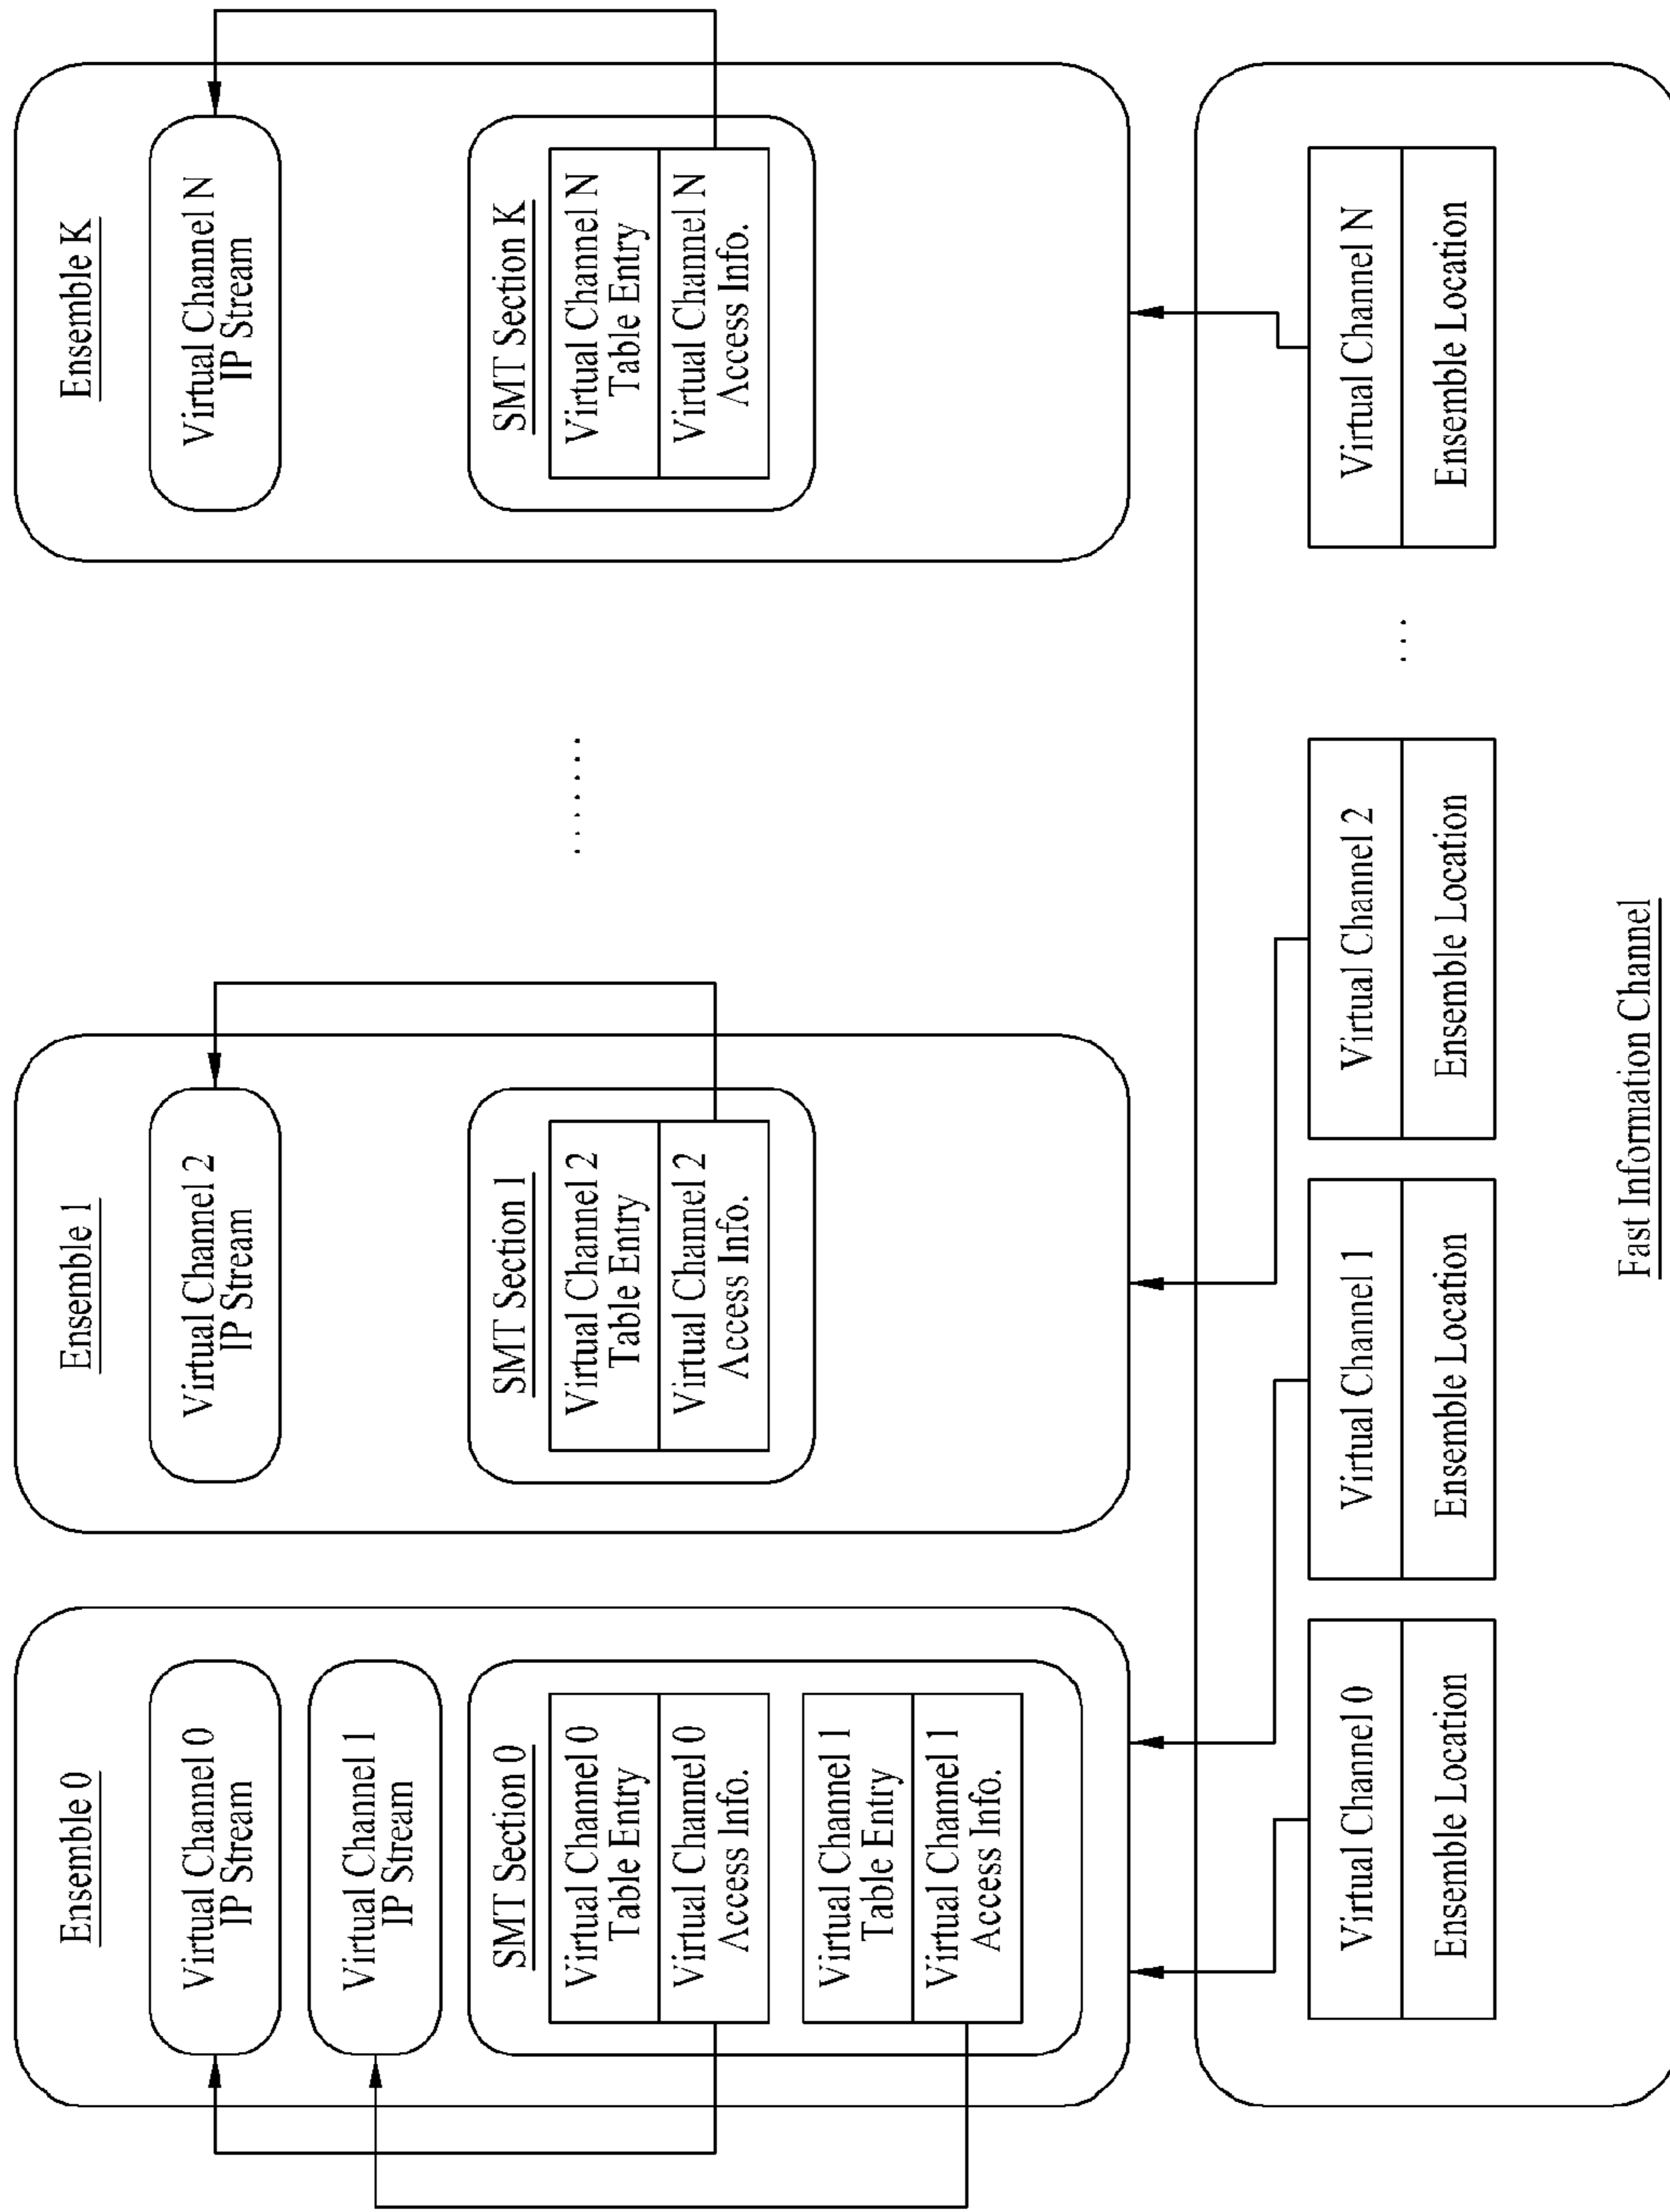 Ensemble 0
Virtual Channel 0
IP Stream
Virtual Channel 1
IP Stream
SMT Section 0
Virtual Channel 0
Table Entry
Virtual Channel 0
Access Info.
Virtual Channel 1
Table Entry
Virtual Channel 1
Access Info.
Ensemble 1
Virtual Channel 2
IP Stream
SMT Section 1
Virtual Channel 2
Table Entry
Virtual Channel 2
Access Info.
........
Ensemble K
Virtual Channel N
IP Stream
SMT Section K
Virtual Channel N
Table Entry
Virtual Channel N
Access Info.
Virtual Channel 0
Ensemble Location
Virtual Channel 1
Ensemble Location
Virtual Channel 2
Ensemble Location
...
Virtual Channel N
Ensemble Location
Fast Information Channel